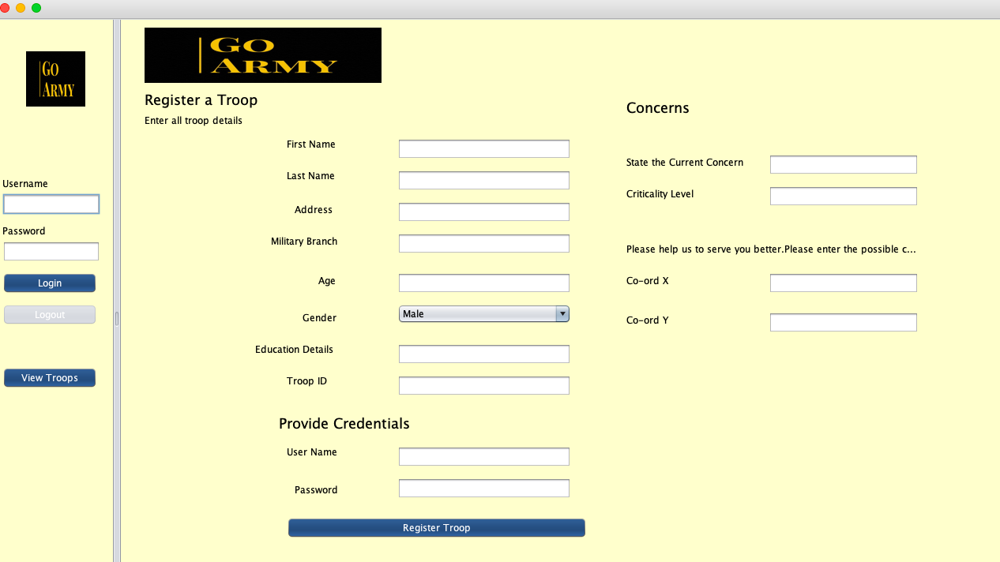 GO
ARMY
Username
Password
Login
Logout
View Troops
GO
ARMY
Register a Troop
Enter all troop details
First Name
Last Name
Address
Military Branch
Age
Gender
Male
Education Details
Troop ID
Provide Credentials
User Name
Password
Register Troop
Concerns
State the Current Concern
Criticality Level
Please help us to serve you better.Please enter the possible c...
Co-ord X
Co-ord Y